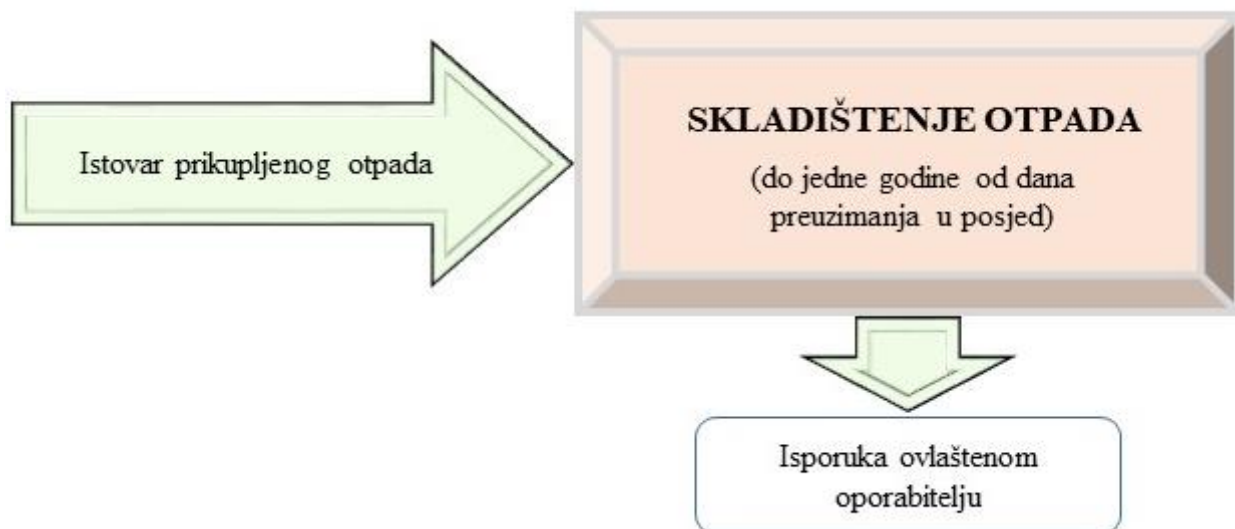 Istovar prikupljenog otpada
SKLADIŠTENJE OTPADA
(do jedne godine od dana
preuzimanja u posjed)
Isporuka ovlaštenom
oporabitelju